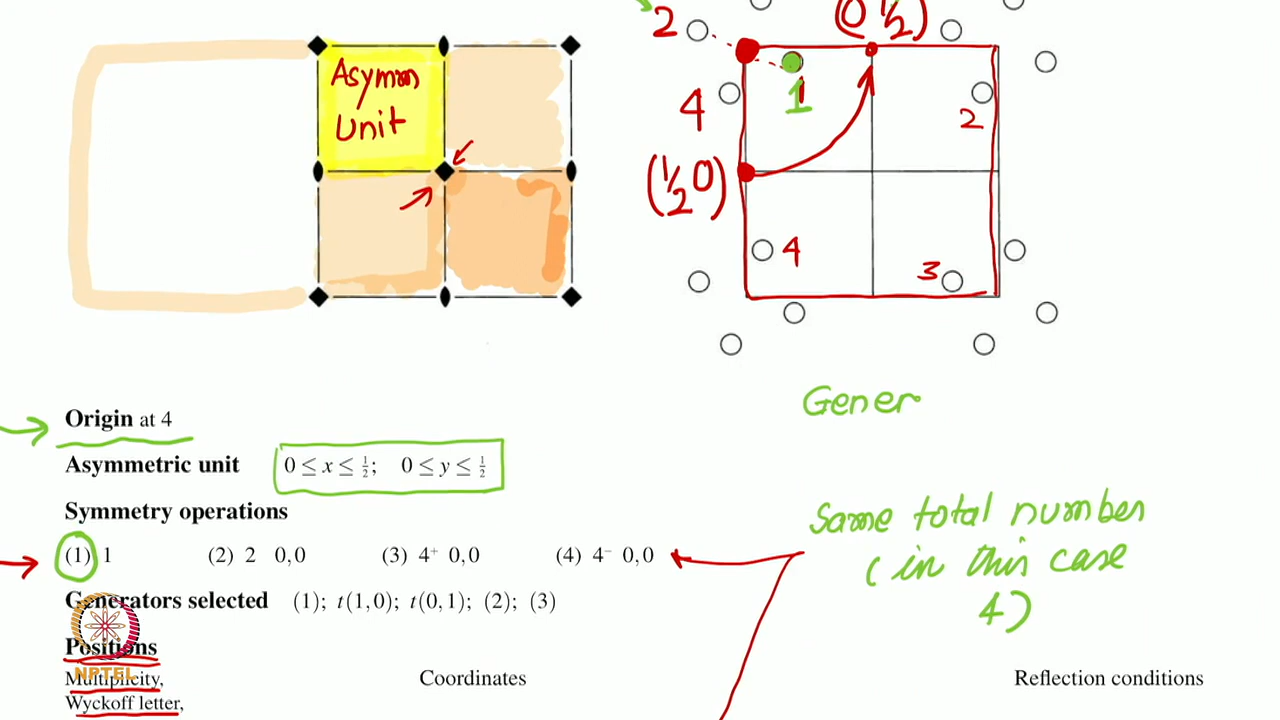 Asymm
Unit
2
(0 ½)
1
4
2
(½ 0)
4
3
Gener
Origin at 4
Asymmetric unit 0 ≤ x ≤ ½; 0 ≤ y ≤ ½
Symmetry operations
(1) 1 (2) 2 0,0 (3) 4⁺ 0,0 (4) 4⁻ 0,0
Same total number
(in this case
4)
Generators selected (1); t(1,0); t(0,1); (2); (3)
Positions
NPTEL
Multiplicity, Coordinates Reflection conditions
Wyckoff letter,